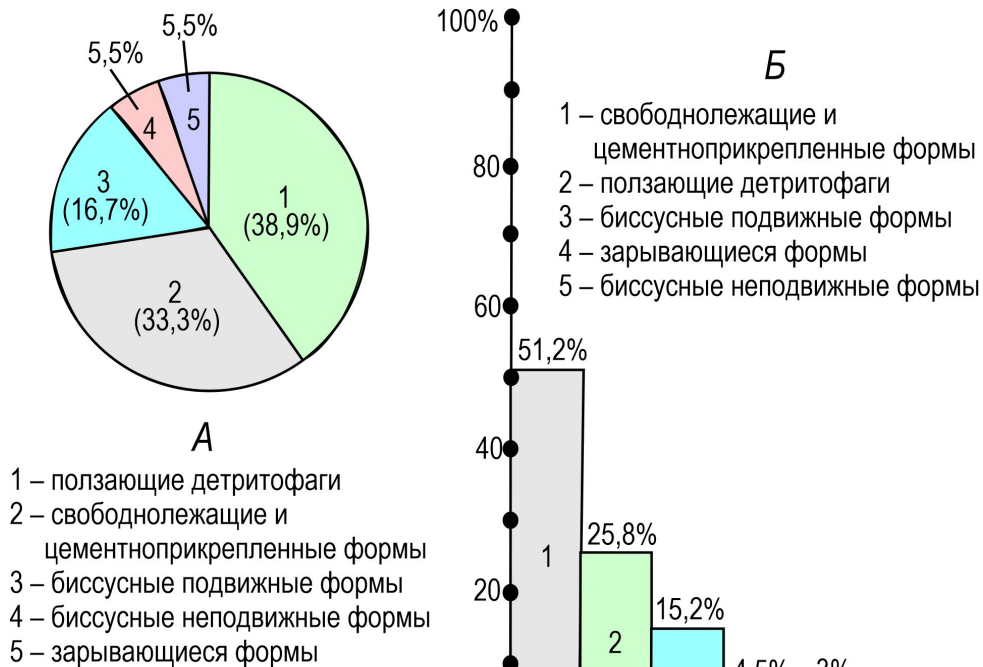 5,5%
5,5%
4
5
1
(38,9%)
3
(16,7%)
2
(33,3%)
А
1 – ползающие детритофаги
2 – свободнолежащие и
цементноприкрепленные формы
3 – биссусные подвижные формы
4 – биссусные неподвижные формы
5 – зарывающиеся формы
100%
80
60
40
20
Б
1 – свободнолежащие и
цементноприкрепленные формы
2 – ползающие детритофаги
3 – биссусные подвижные формы
4 – зарывающиеся формы
5 – биссусные неподвижные формы
51,2%
1
25,8%
2
15,2%
4,5%
3%